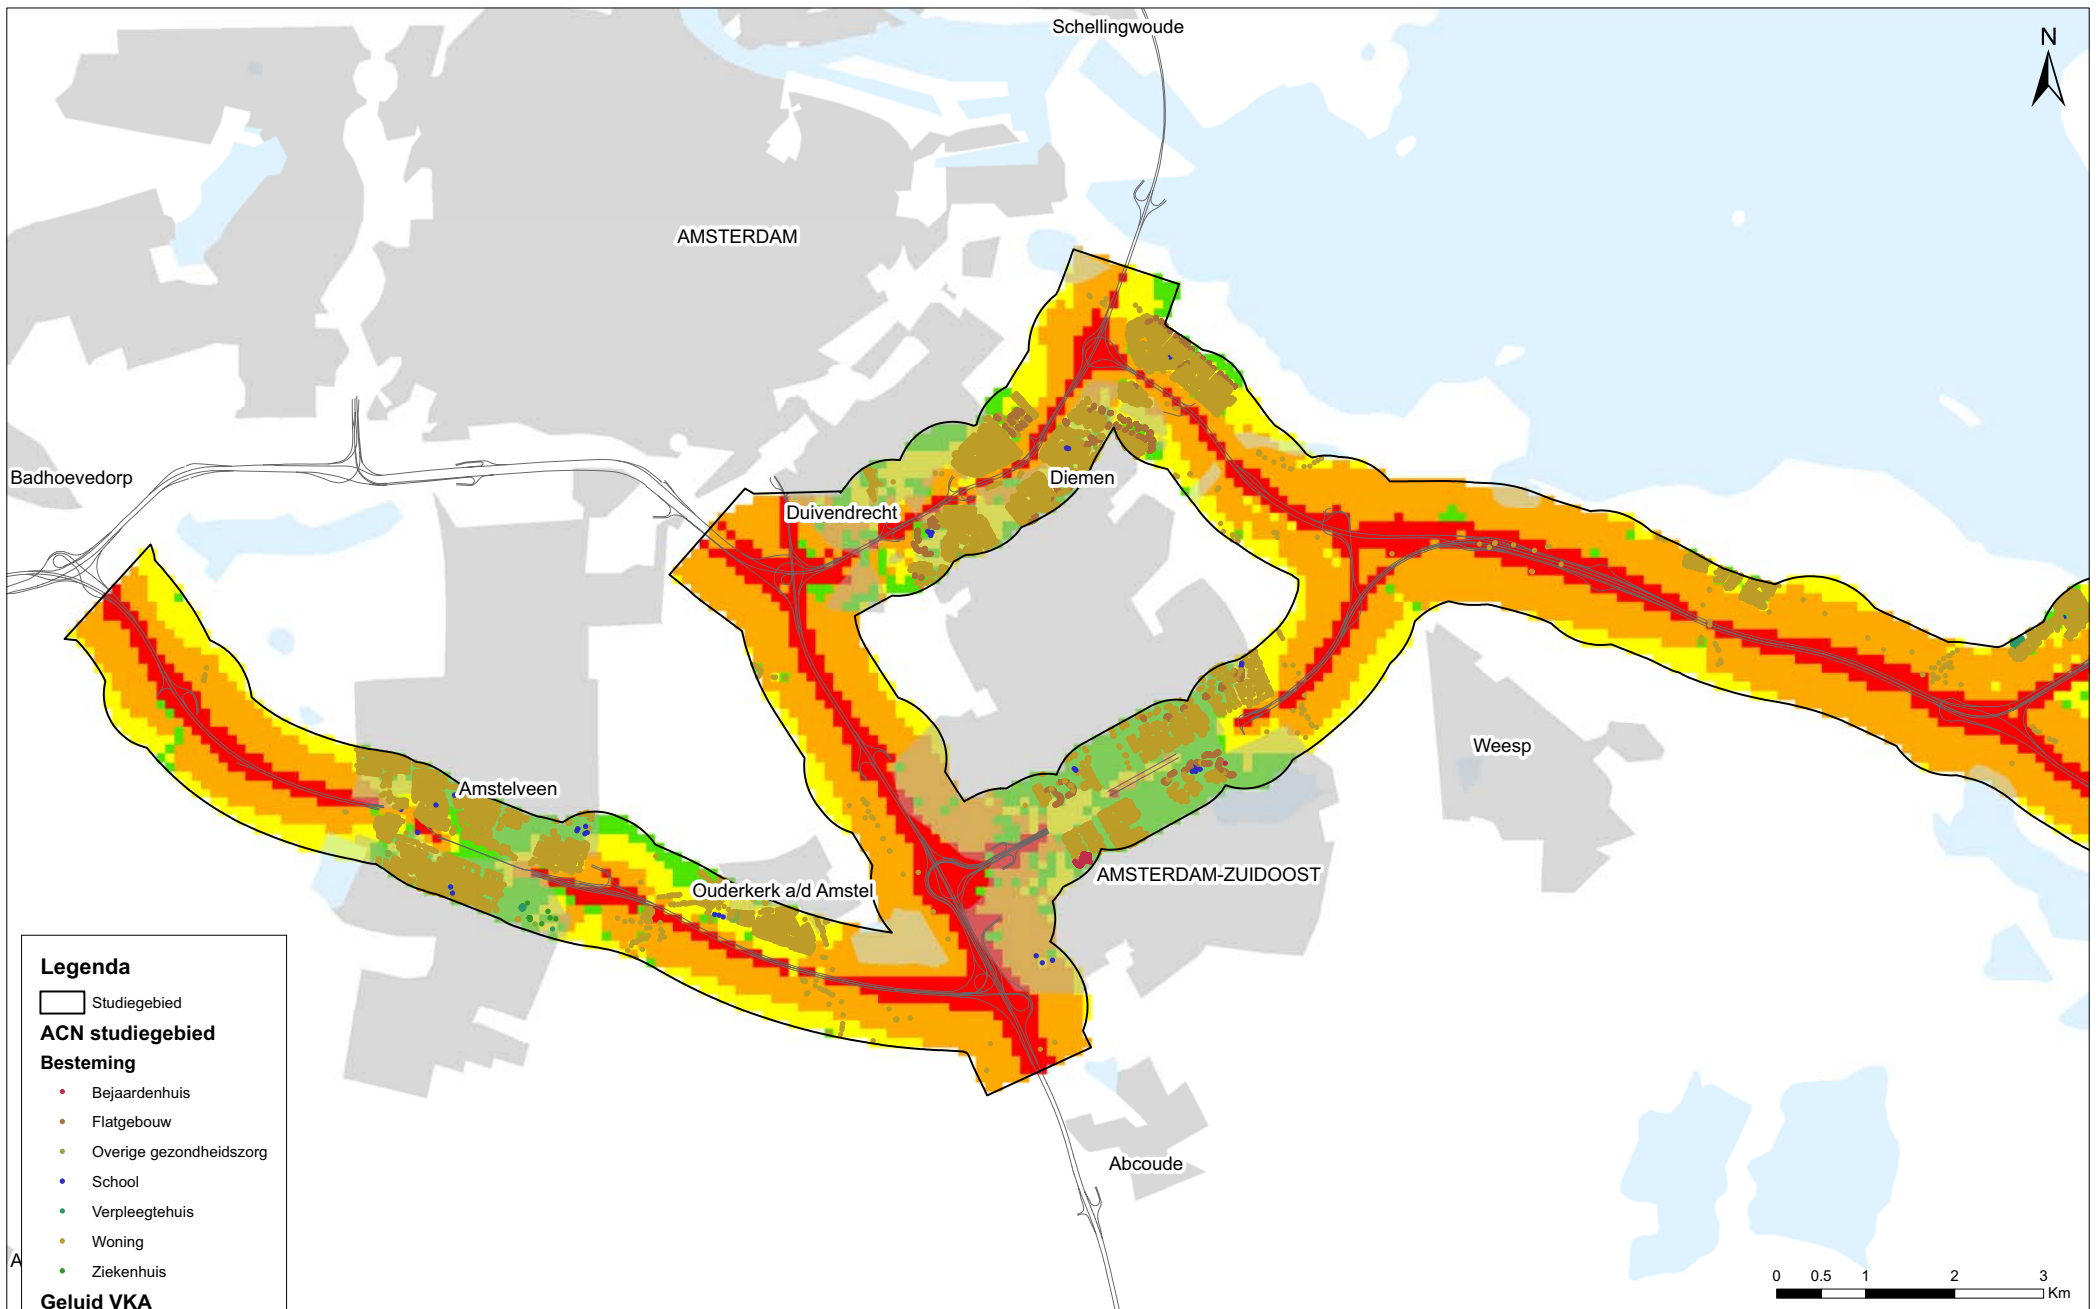 Schellingwoude
N
AMSTERDAM
Badhoevedorp
Diemen
Duivendrecht
Weesp
Amstelveen
AMSTERDAM-ZUIDOOST
Ouderkerk a/d Amstel
Abcoude
A
Legenda
Studiegebied
ACN studiegebied
Besteming
Bejaardenhuis
Flatgebouw
Overige gezondheidszorg
School
Verpleegtehuis
Woning
Ziekenhuis
Geluid VKA
0 0.5 1 2 3
Km